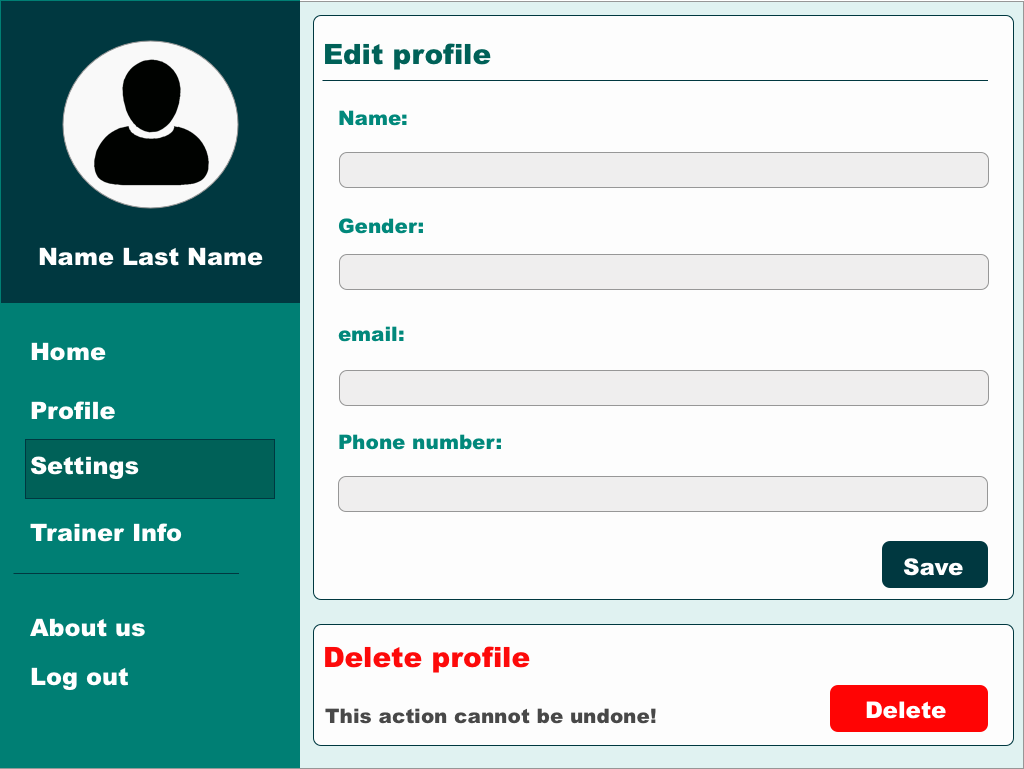 Name Last Name
Home
Profile
Settings
Trainer Info
About us
Log out
Edit profile
Name:
Gender:
email:
Phone number:
Save
Delete profile
This action cannot be undone!
Delete